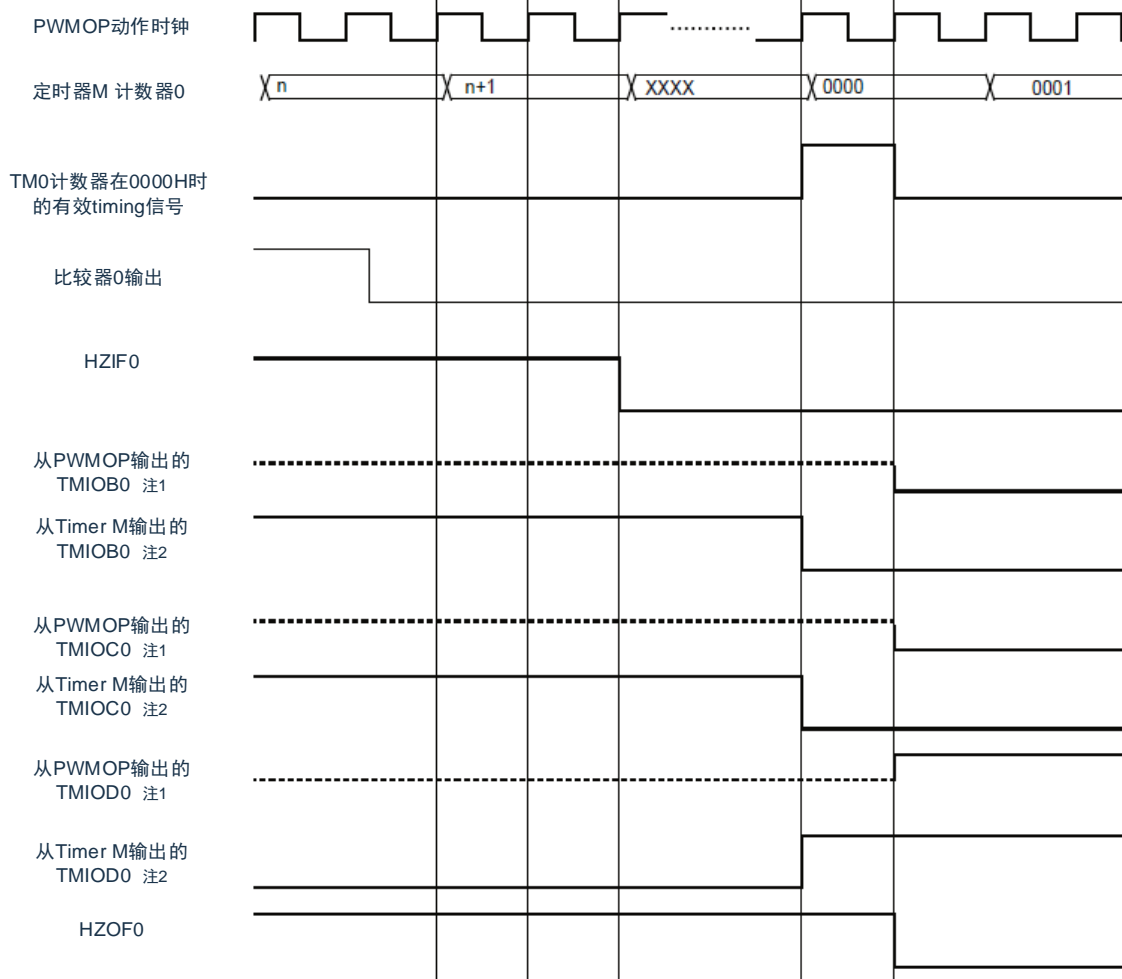 PWMOP动作时钟
定时器M 计数器0
n
n+1
XXXX
0000
0001
TM0计数器在0000H时
的有效timing信号
比较器0输出
HZIF0
从PWMOP输出的
TMIOB0 注1
从Timer M输出的
TMIOB0 注2
从PWMOP输出的
TMIOC0 注1
从Timer M输出的
TMIOC0 注2
从PWMOP输出的
TMIOD0 注1
从Timer M输出的
TMIOD0 注2
HZOF0